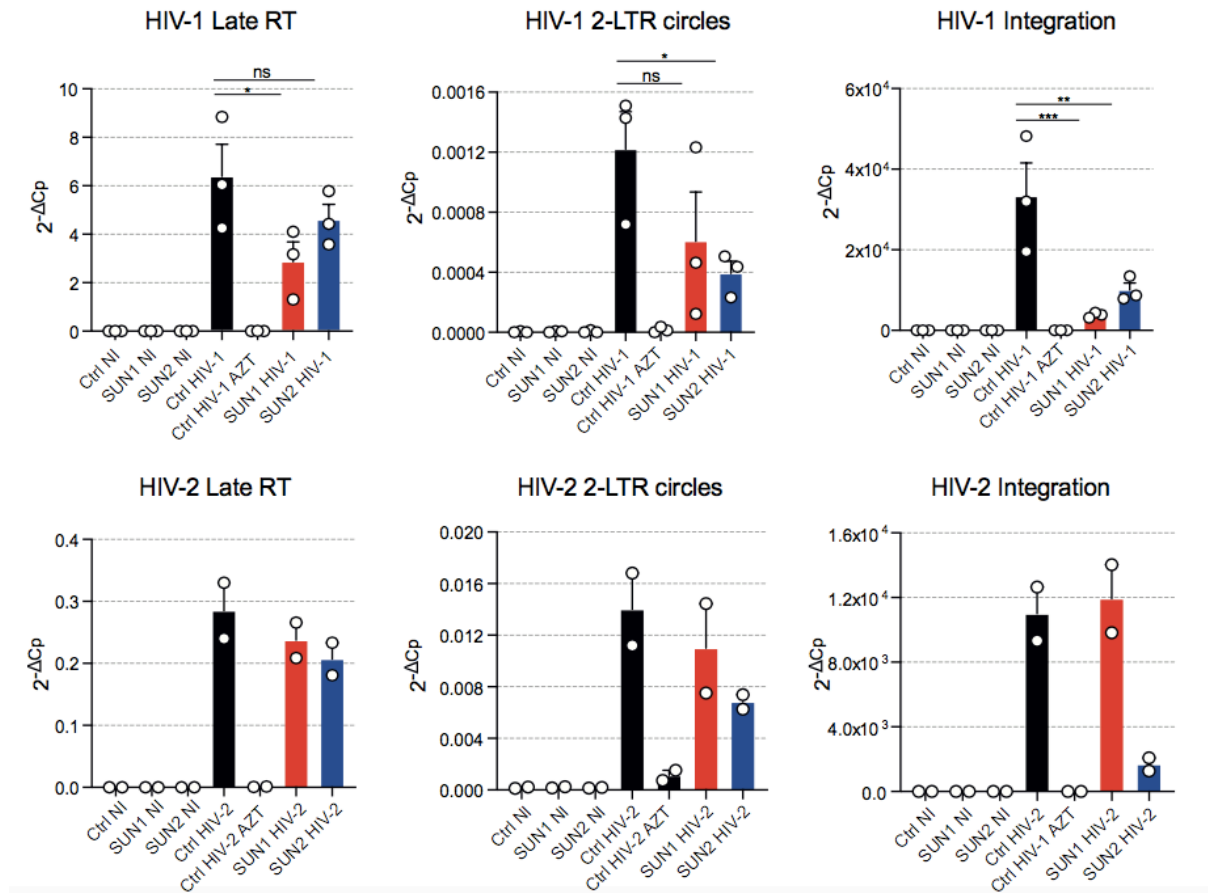 HIV-1 Late RT
ns
*
10
8
6
4
2
0
2-ΔCp
Ctrl NI
SUN1 NI
SUN2 NI
Ctrl HIV-1
Ctrl HIV-1 AZT
SUN1 HIV-1
SUN2 HIV-1
HIV-1 2-LTR circles
*
ns
0.0016
0.0012
0.0008
0.0004
0.0000
2-ΔCp
Ctrl NI
SUN1 NI
SUN2 NI
Ctrl HIV-1
Ctrl HIV-1 AZT
SUN1 HIV-1
SUN2 HIV-1
HIV-1 Integration
**
***
6x10⁴
4x10⁴
2x10⁴
0
2-ΔCp
Ctrl NI
SUN1 NI
SUN2 NI
Ctrl HIV-1
Ctrl HIV-1 AZT
SUN1 HIV-1
SUN2 HIV-1
HIV-2 Late RT
0.4
0.3
0.2
0.1
0.0
2-ΔCp
Ctrl NI
SUN1 NI
SUN2 NI
Ctrl HIV-2
Ctrl HIV-2 AZT
SUN1 HIV-2
SUN2 HIV-2
HIV-2 2-LTR circles
0.020
0.016
0.012
0.008
0.004
0.000
2-ΔCp
Ctrl NI
SUN1 NI
SUN2 NI
Ctrl HIV-2
Ctrl HIV-2 AZT
SUN1 HIV-2
SUN2 HIV-2
HIV-2 Integration
1.6x10⁴
1.2x10⁴
8.0x10³
4.0x10³
0.0
2-ΔCp
Ctrl NI
SUN1 NI
SUN2 NI
Ctrl HIV-2
Ctrl HIV-1 AZT
SUN1 HIV-2
SUN2 HIV-2